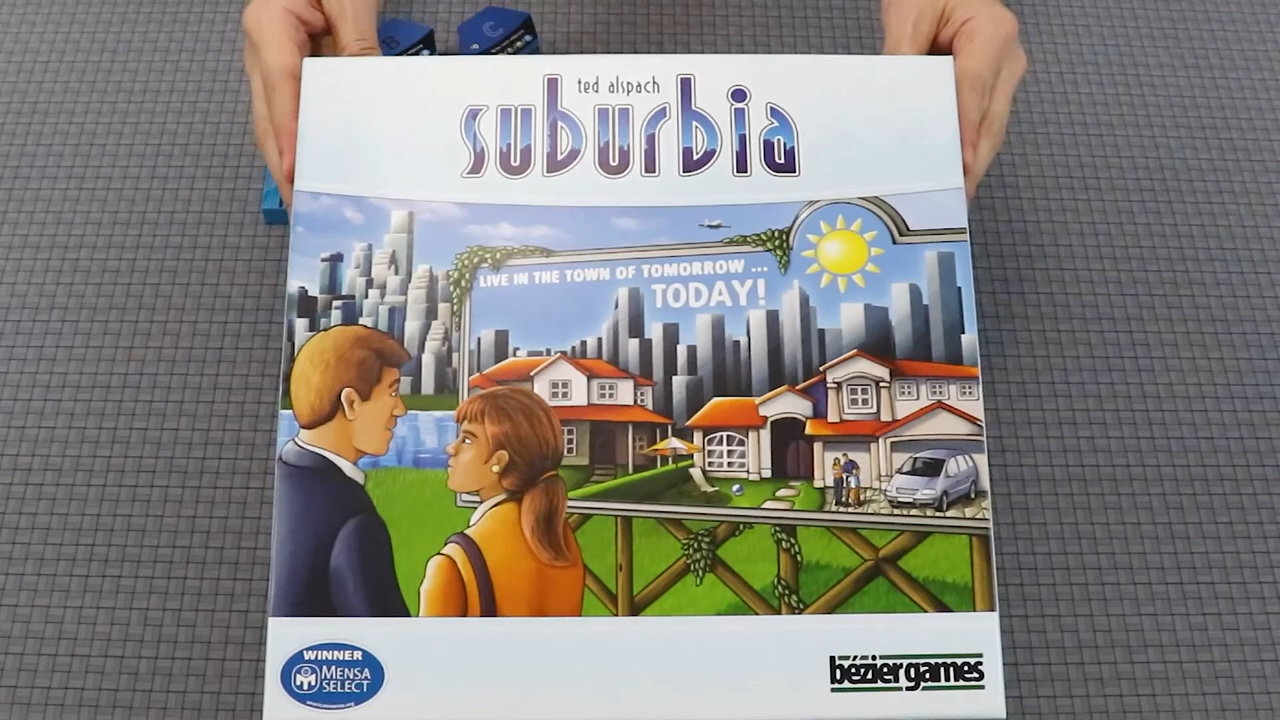 B
C
ted alspach
suburbia
LIVE IN THE TOWN OF TOMORROW ...
TODAY!
WINNER
MENSA
SELECT
bézier games